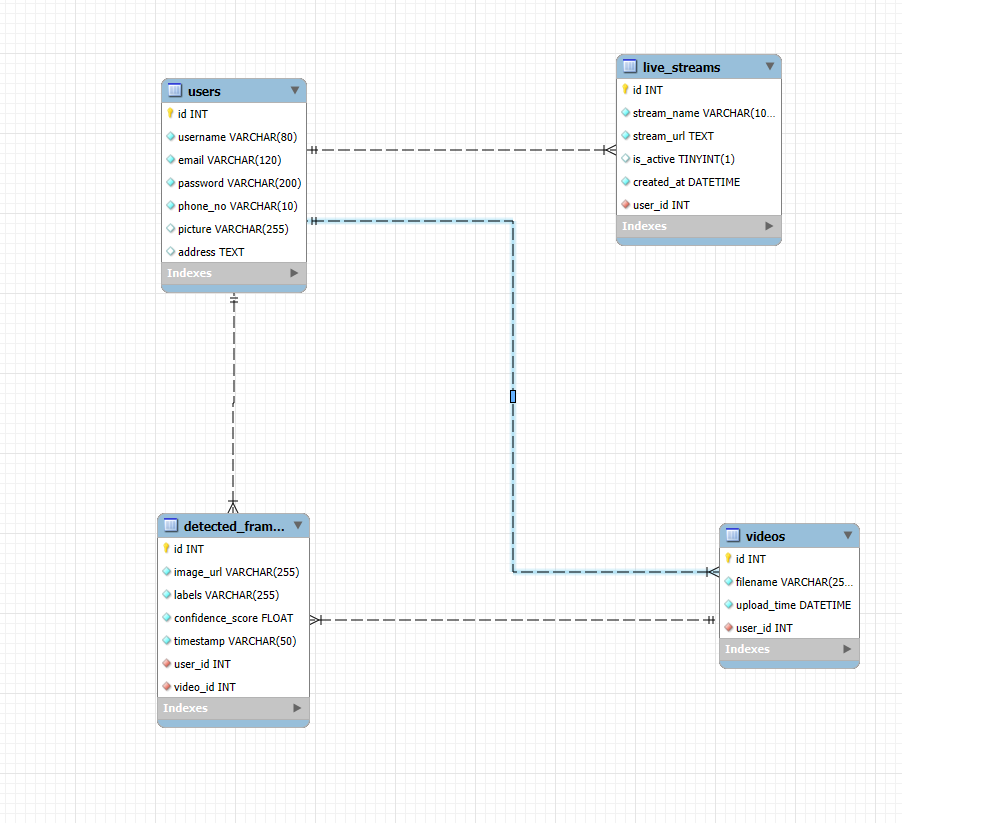 users
id INT
username VARCHAR(80)
email VARCHAR(120)
password VARCHAR(200)
phone_no VARCHAR(10)
picture VARCHAR(255)
address TEXT
Indexes
live_streams
id INT
stream_name VARCHAR(10...
stream_url TEXT
is_active TINYINT(1)
created_at DATETIME
user_id INT
Indexes
detected_fram...
id INT
image_url VARCHAR(255)
labels VARCHAR(255)
confidence_score FLOAT
timestamp VARCHAR(50)
user_id INT
video_id INT
Indexes
videos
id INT
filename VARCHAR(25...
upload_time DATETIME
user_id INT
Indexes